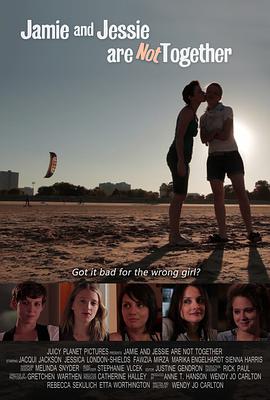 Jamie and Jessie
are Not Together
Got it bad for the wrong girl?
JUICY PLANET PICTURES PRESENTS JAMIE AND JESSIE ARE NOT TOGETHER
STARRING JACQUI JACKSON JESSICA LONDON-SHIELDS FAWZIA MIRZA MARIKA ENGELHARDT SIENNA HARRIS
MELINDA SNYDER STEPHANIE VLCEK EDITOR JUSTINE GENDRON RICK PAUL
GRETCHEN WARTHEN CATHERINE HALLEY ANNE T. HANSON WENDY JO CARLTON
REBECCA SEKULICH ETTA WORTHINGTON WENDY JO CARLTON